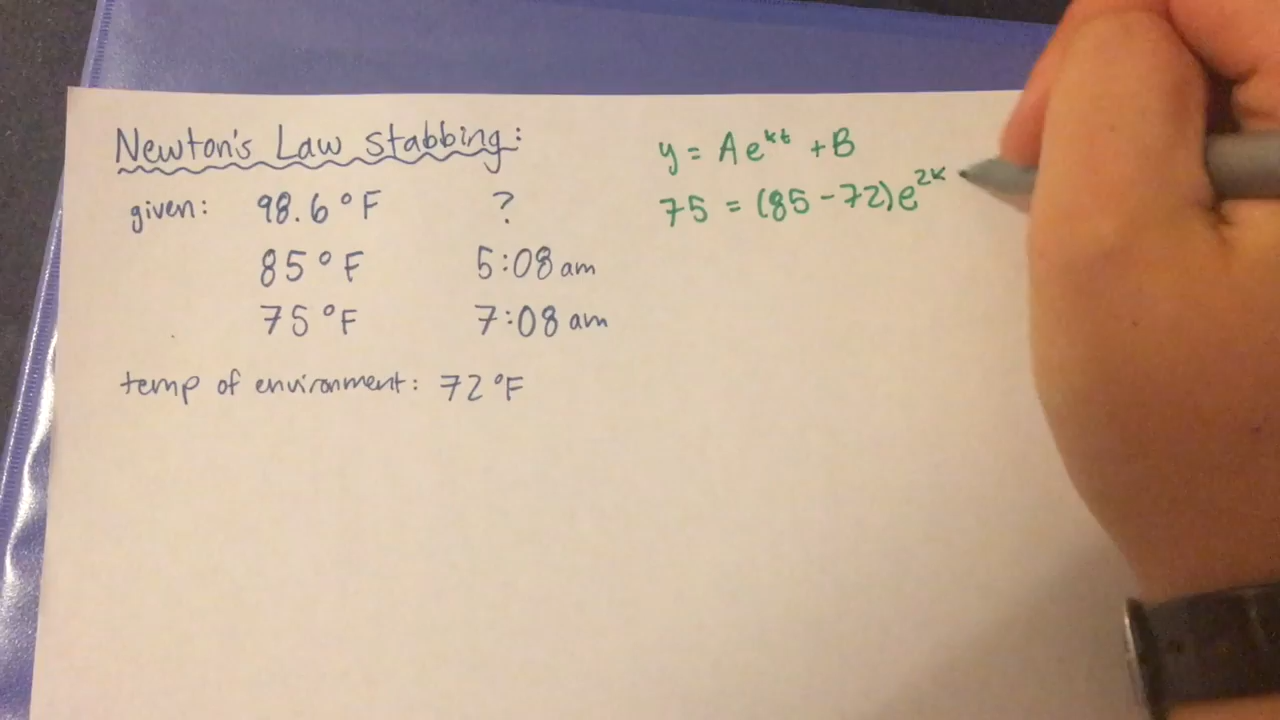 Newton's Law Stabbing:
given: 98.6°F ?
85°F 5:08 am
75°F 7:08 am
temp of environment: 72°F
y = Ae^kt + B
75 = (85-72)e^2k